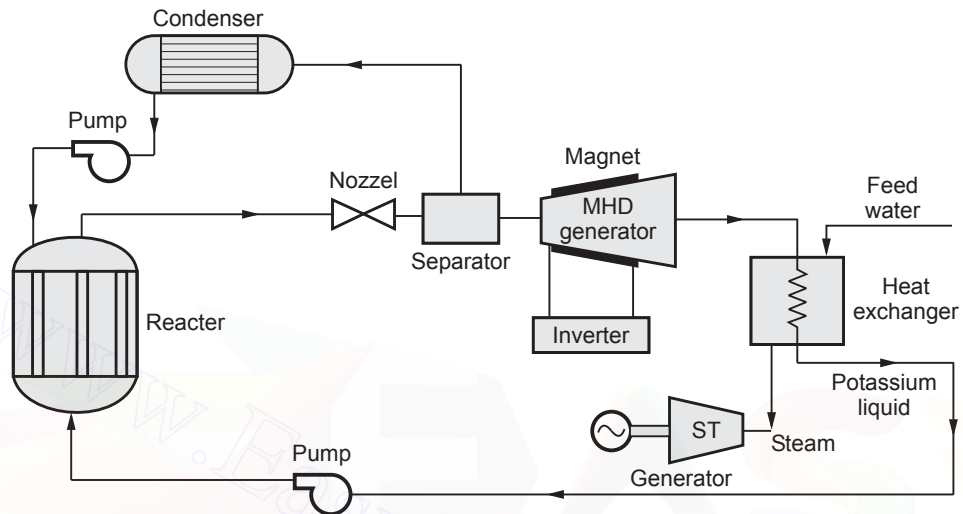 Condenser
Pump
Nozzel
Magnet
MHD
generator
Feed
water
Separator
Heat
exchanger
Reacter
Inverter
Potassium
liquid
ST
Steam
Pump
Generator